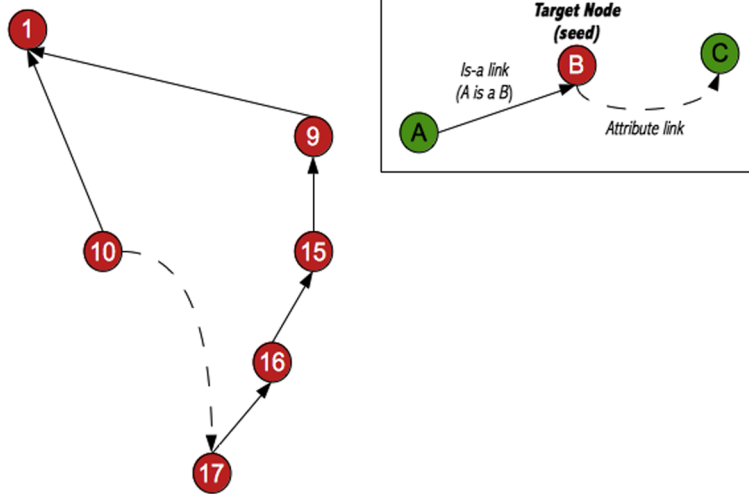 1
Target Node
(seed)
B
C
Is-a link
(A is a B)
A
Attribute link
9
10
15
16
17